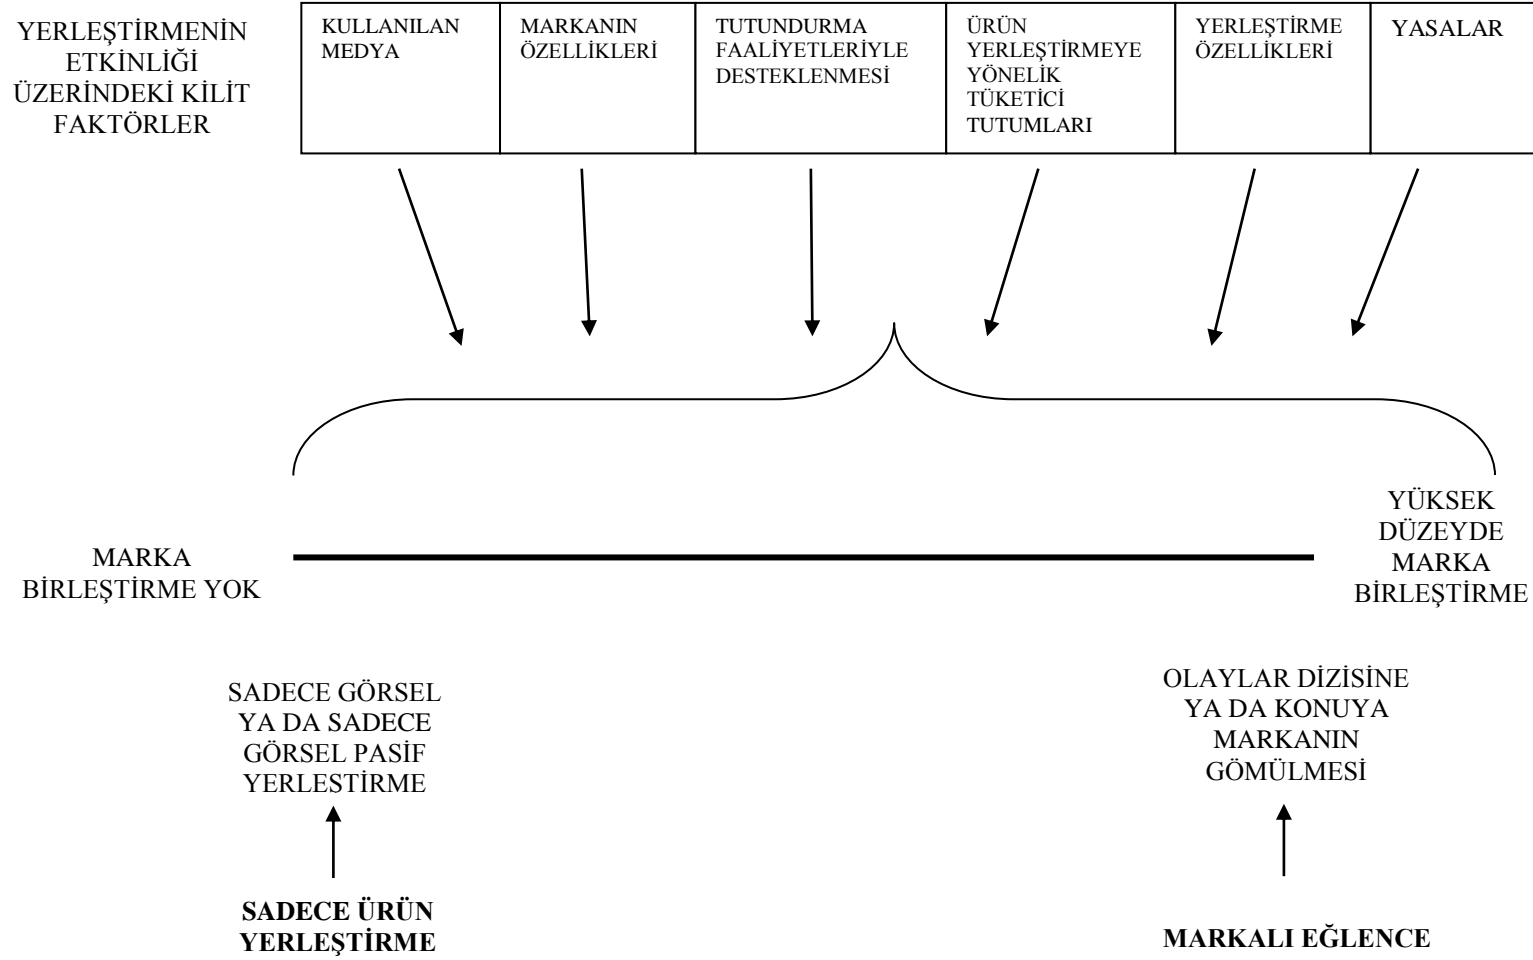 YERLEŞTİRMENİN
ETKİNLİĞİ
ÜZERİNDEKİ KİLİT
FAKTÖRLER
KULLANILAN
MEDYA
MARKANIN
ÖZELLİKLERİ
TUTUNDURMA
FAALİYETLERİYLE
DESTEKLENMESİ
ÜRÜN
YERLEŞTİRMEYE
YÖNELİK
TÜKETİCİ
TUTUMLARI
YERLEŞTİRME
ÖZELLİKLERİ
YASALAR
MARKA
BİRLEŞTİRME YOK
YÜKSEK
DÜZEYDE
MARKA
BİRLEŞTİRME
SADECE GÖRSEL
YA DA SADECE
GÖRSEL PASİF
YERLESTİRME
OLAYLAR DİZİSİNE
YA DA KONUYA
MARKANIN
GÖMÜLMESİ
SADECE ÜRÜN
YERLEŞTİRME
MARKALI EĞLENCE